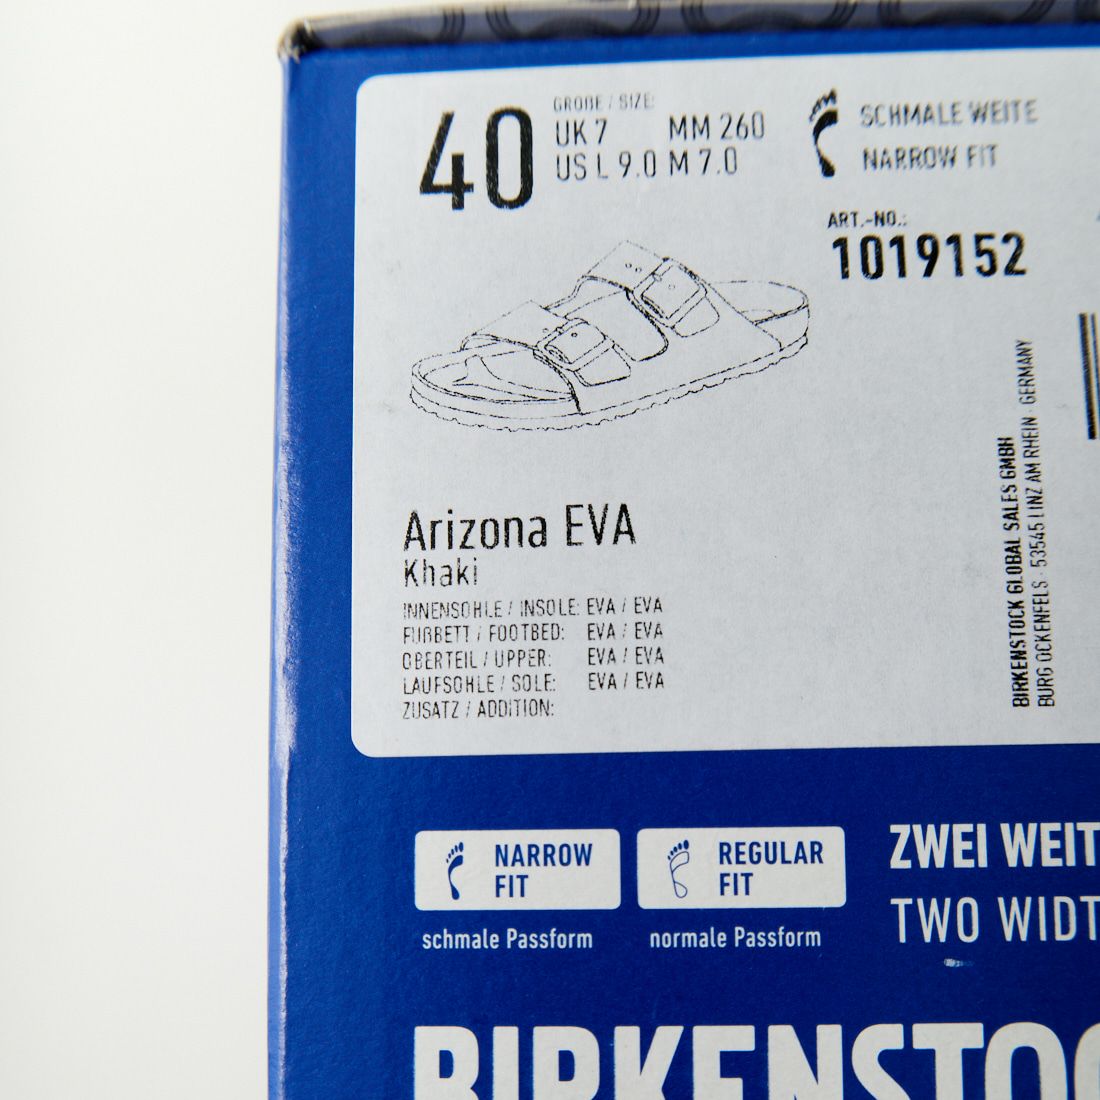 40
GRÖßE / SIZE:
UK 7 MM 260
US L 9.0 M 7.0
SCHMALE WEITE
NARROW FIT
ART.-NO.:
1019152
Arizona EVA
Khaki
INNENSOHLE / INSOLE: EVA / EVA
FUßBETT / FOOTBED: EVA / EVA
OBERTEIL / UPPER: EVA / EVA
LAUFSOHLE / SOLE: EVA / EVA
ZUSATZ / ADDITION:
BIRKENSTOCK GLOBAL SALES GMBH
BURG OCKENFELS · 53545 LINZ AM RHEIN · GERMANY
NARROW
FIT
schmale Passform
REGULAR
FIT
normale Passform
ZWEI WEIT
TWO WIDT
BIRKENSTOC